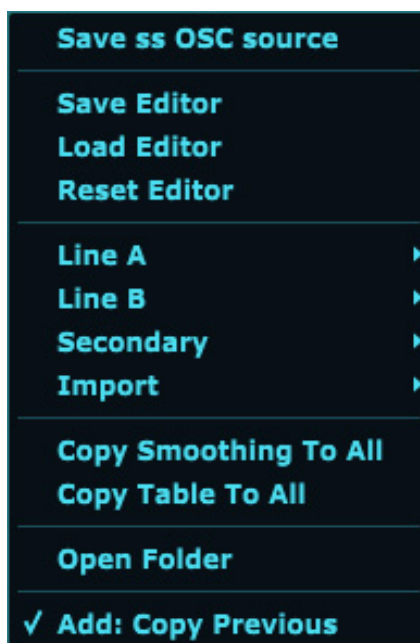 Save ss OSC source
Save Editor
Load Editor
Reset Editor
Line A
Line B
Secondary
Import
Copy Smoothing To All
Copy Table To All
Open Folder
✓ Add: Copy Previous